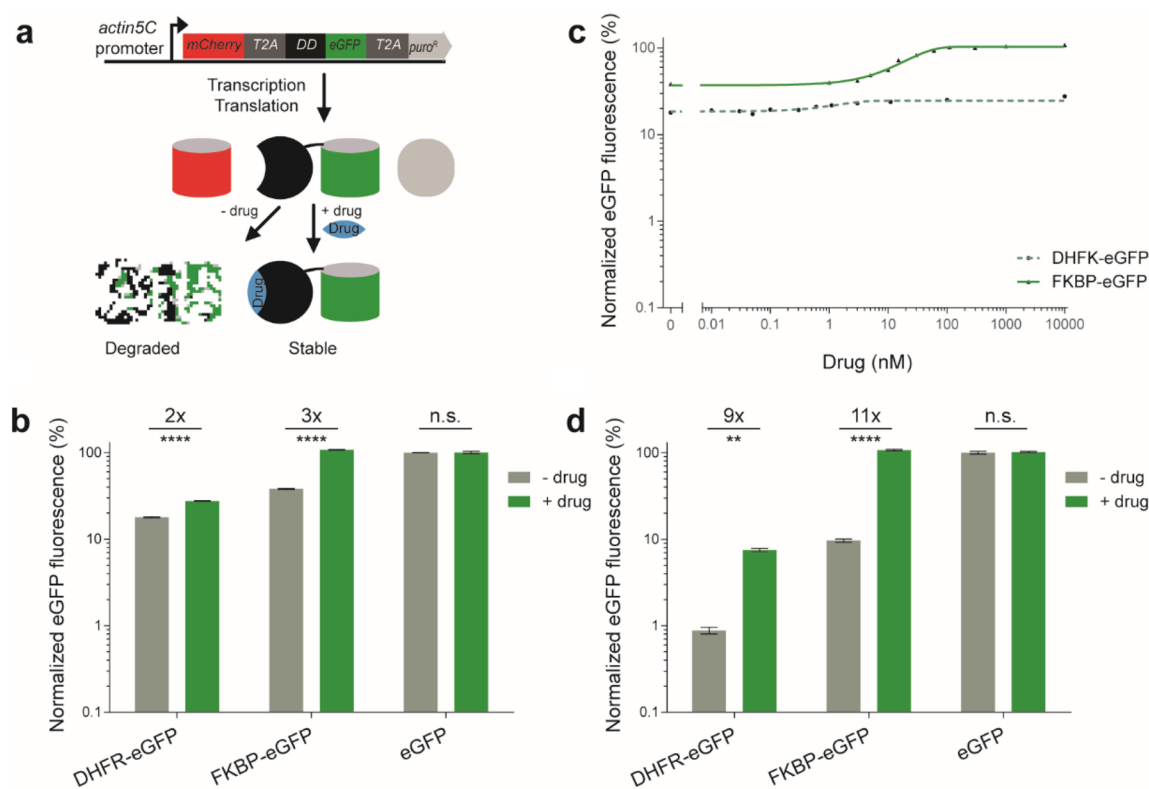 a
actin5C
promoter
mCherry T2A DD eGFP T2A puroR
Transcription
Translation
- drug
+ drug
Drug
Drug
Degraded
Stable
b
Normalized eGFP fluorescence (%)
2x
3x
n.s.
****
****
100
10
1
0.1
- drug
+ drug
DHFR-eGFP
FKBP-eGFP
eGFP
c
Normalized eGFP fluorescence (%)
100
10
1
0.1
DHFK-eGFP
FKBP-eGFP
0 0.01 0.1 1 10 100 1000 10000
Drug (nM)
d
Normalized eGFP fluorescence (%)
9x
11x
n.s.
**
****
100
10
1
0.1
- drug
+ drug
DHFR-eGFP
FKBP-eGFP
eGFP